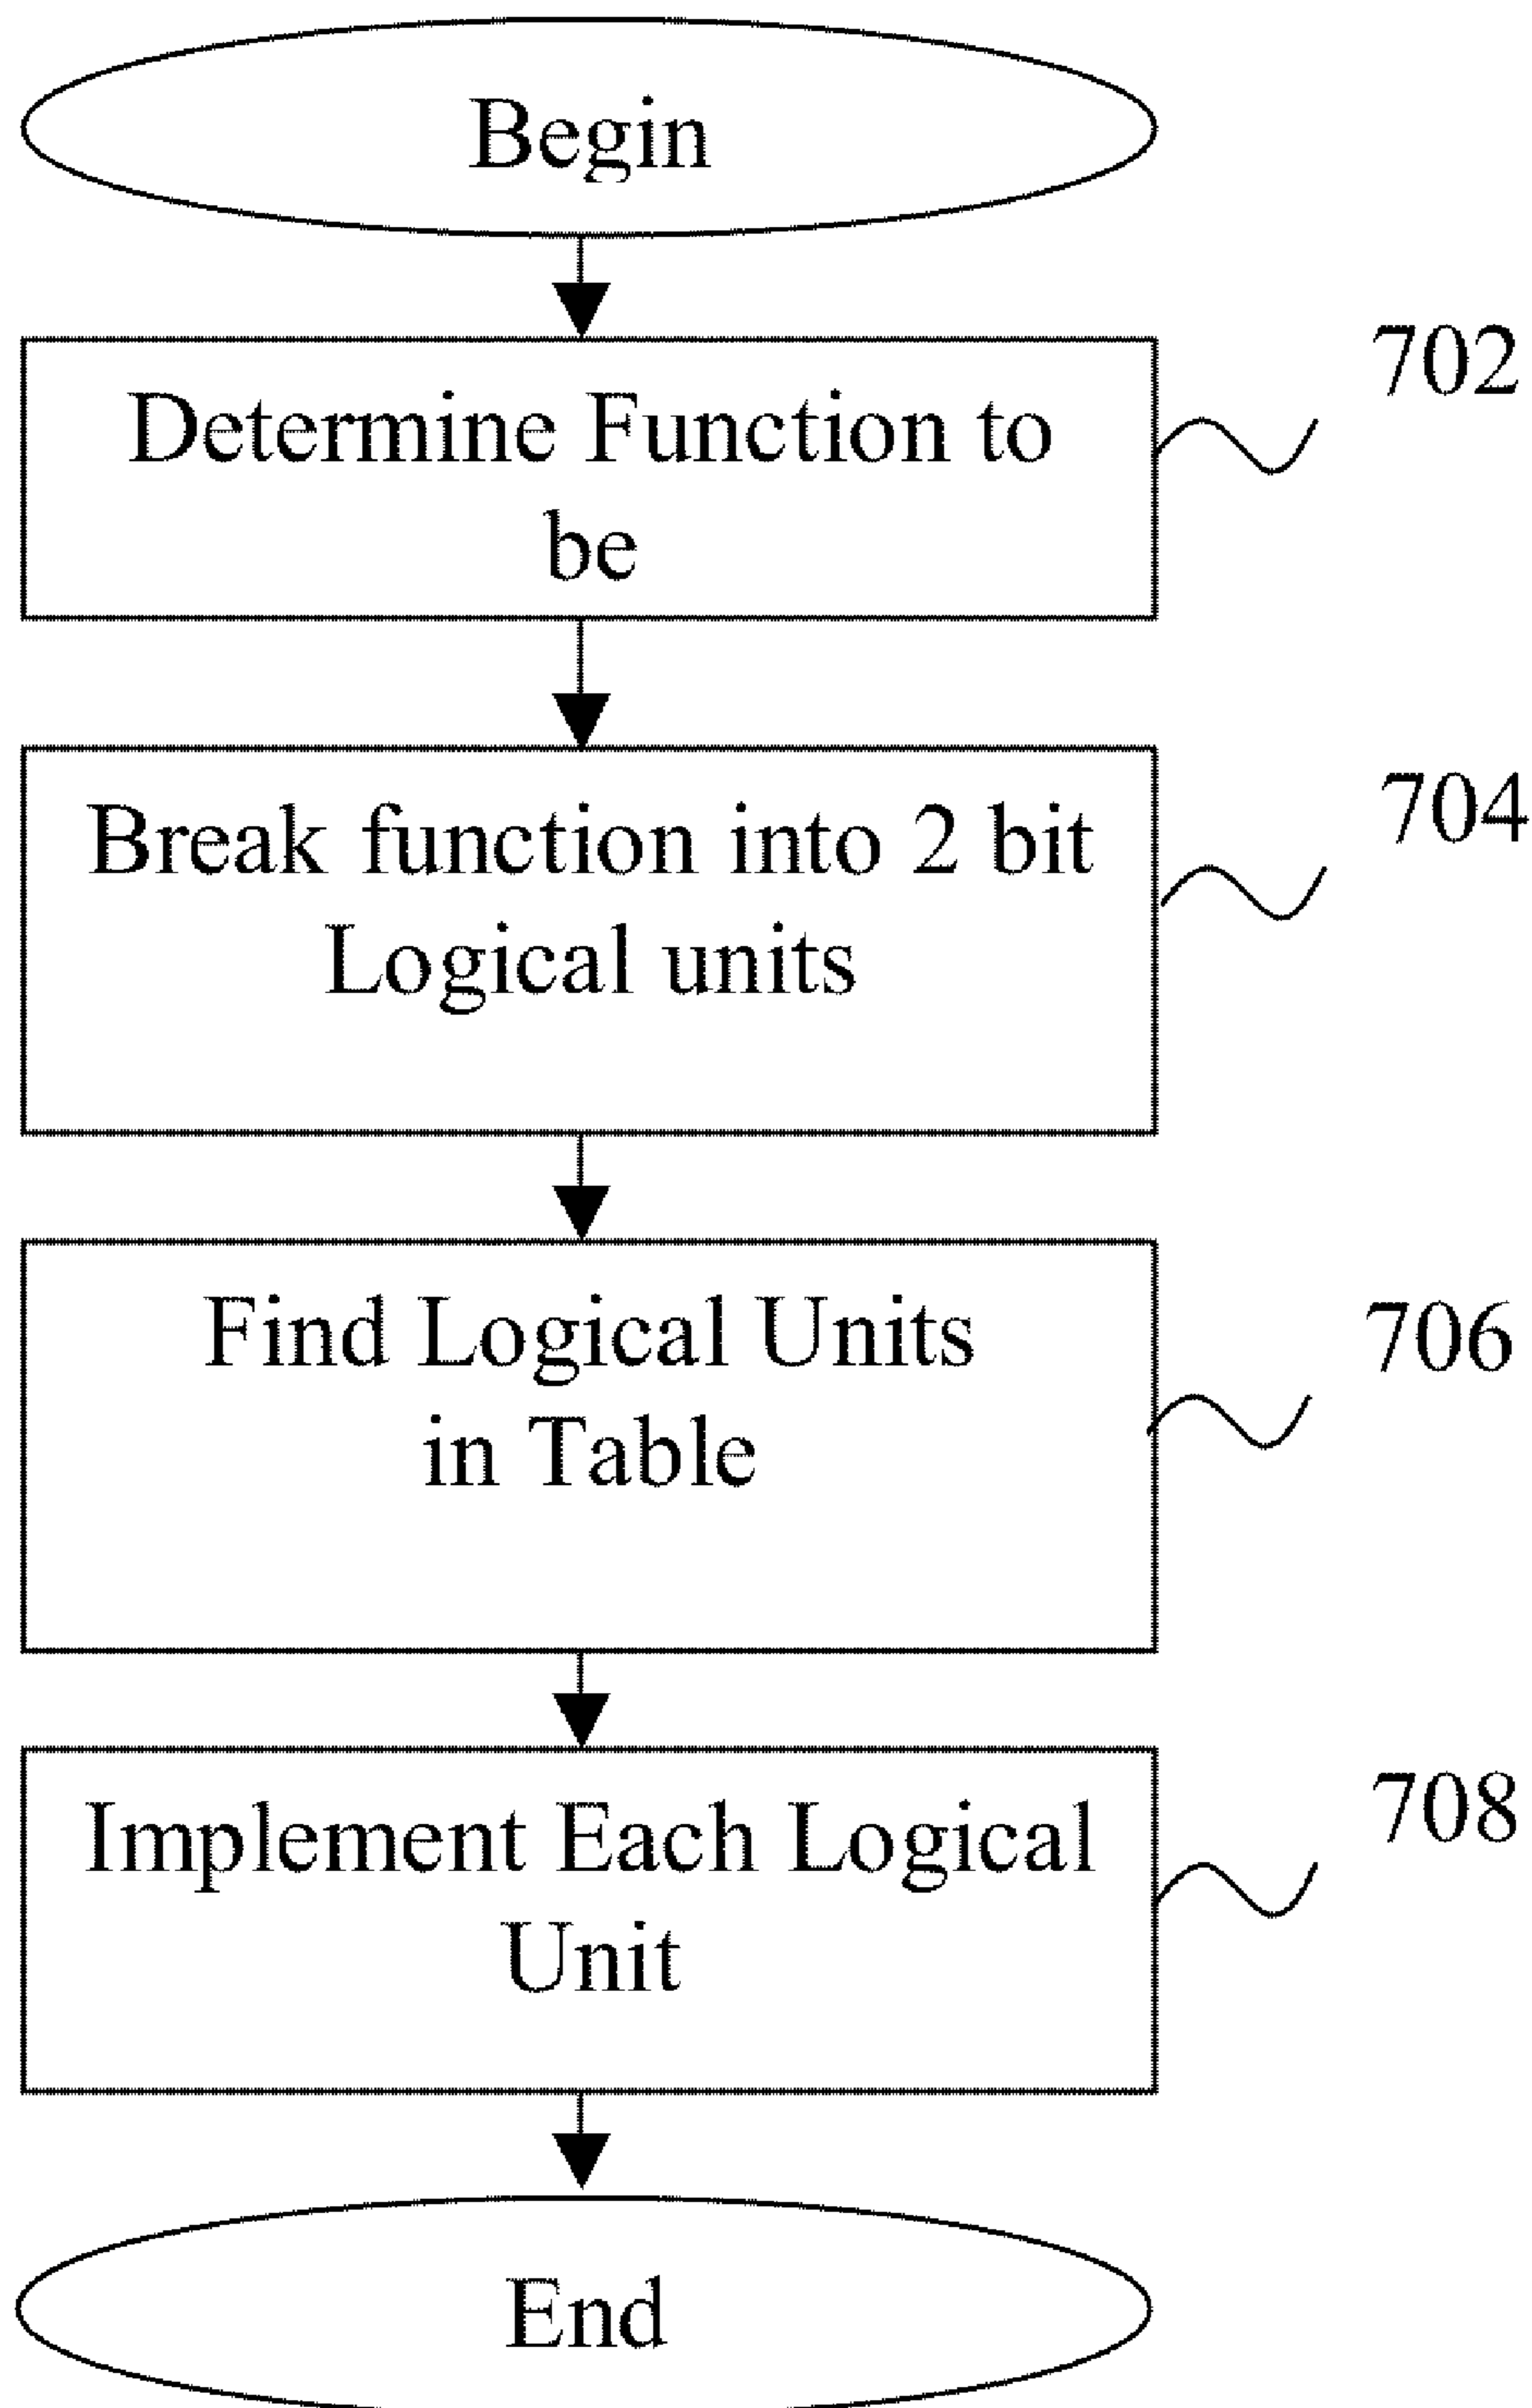 Begin
702
Determine Function to
be
704
Break function into 2 bit
Logical units
706
Find Logical Units
in Table
708
Implement Each Logical
Unit
End